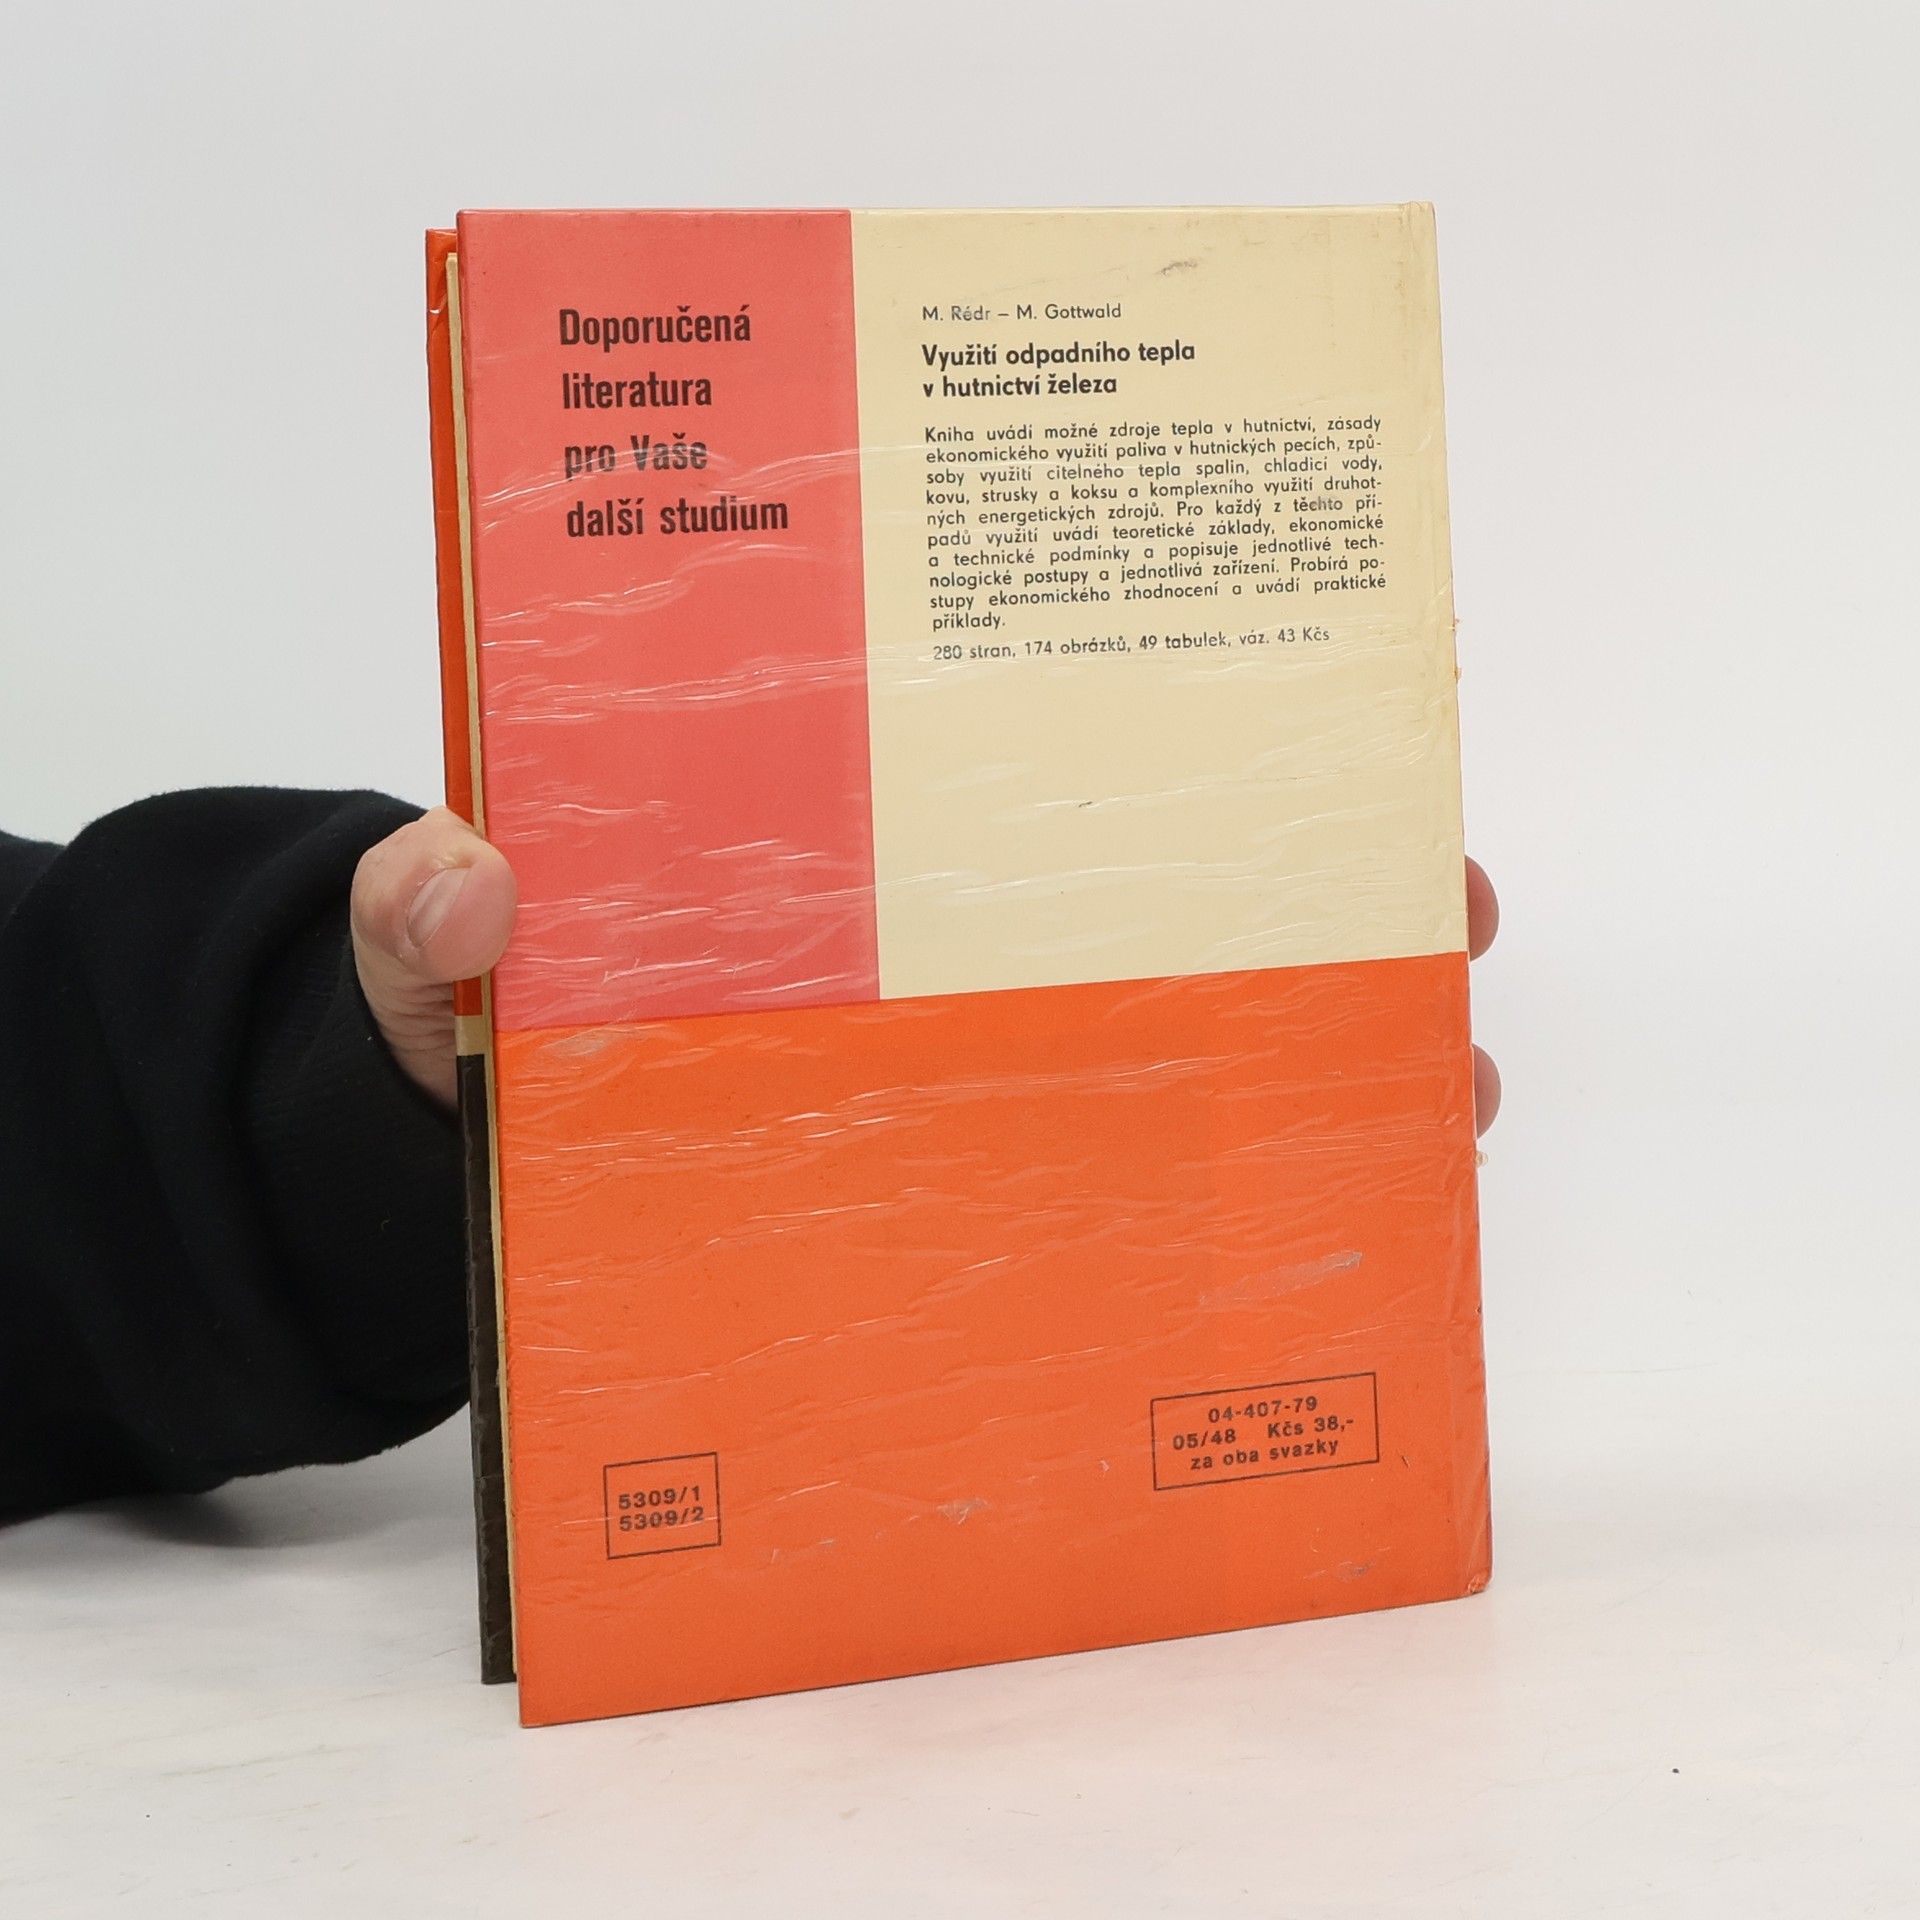 Doporučená
literatura
pro Vaše
další studium
M. Rédr – M. Gottwald
Využití odpadního tepla
v hutnictví železa
Kniha uvádí možné zdroje tepla v hutnictví, zásady
ekonomického využití paliva v hutnických pecích, způ-
soby využití citelného tepla spalin, chladicí vody,
kovu, strusky a koksu a komplexního využití druhot-
ných energetických zdrojů. Pro každý z těchto pří-
padů využití uvádí teoretické základy, ekonomické
a technické podmínky a popisuje jednotlivé tech-
nologické postupy a jednotlivá zařízení. Probírá po-
stupy ekonomického zhodnocení a uvádí praktické
příklady.
280 stran, 174 obrázků, 49 tabulek, váz. 43 Kčs
04-407-79
05/48 Kčs 38,-
za oba svazky
5309/1
5309/2